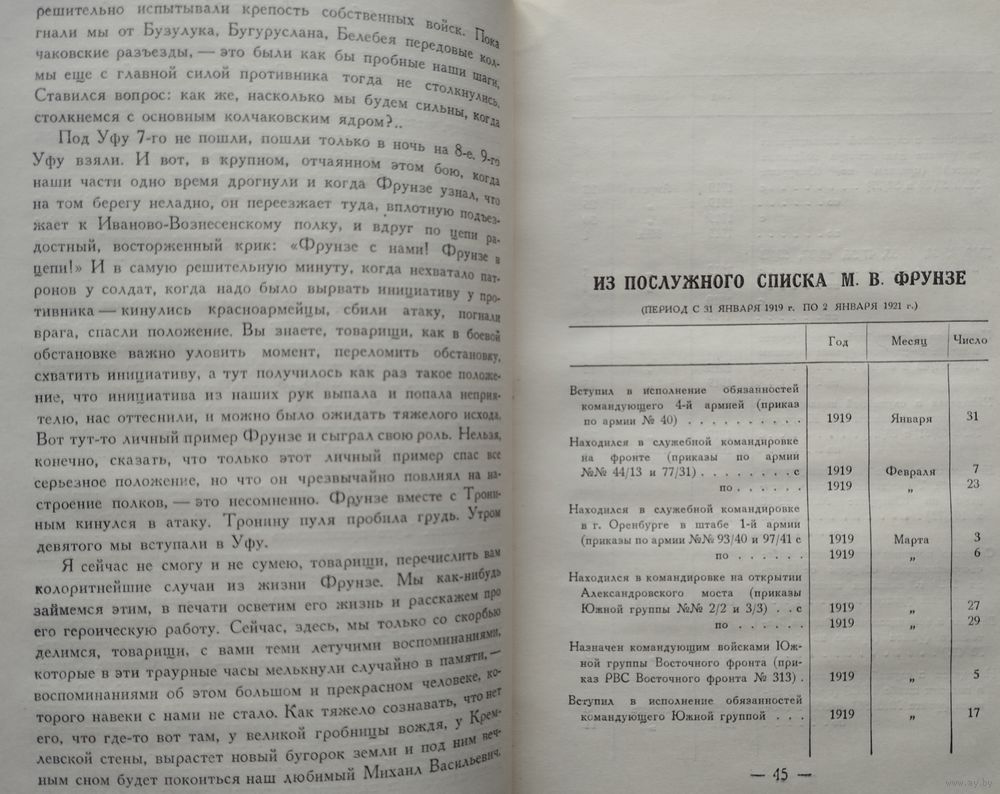 решительно испытывали крепость собственных войск. Пока
гнали мы от Бузулука, Бугуруслана, Белебея передовые кол-
чаковские разъезды, — это были как бы пробные наши шаги,
мы еще с главной силой противника тогда не столкнулись.
Ставился вопрос: как же, насколько мы будем сильны, когда
столкнемся с основным колчаковским ядром?..
Под Уфу 7-го не пошли, пошли только в ночь на 8-е. 9-го
Уфу взяли. И вот, в крупном, отчаянном этом бою, когда
наши части одно время дрогнули и когда Фрунзе узнал, что
на том берегу неладно, он переезжает туда, вплотную подъез-
жает к Иваново-Вознесенскому полку, и вдруг по цепи ра-
достный, восторженный крик: «Фрунзе с нами! Фрунзе в
цепи!» И в самую решительную минуту, когда нехватало пат-
ронов у солдат, когда надо было вырвать инициативу у про-
тивника — кинулись красноармейцы, сбили атаку, погнали
врага, спасли положение. Вы знаете, товарищи, как в боевой
обстановке важно уловить момент, переломить обстановку,
схватить инициативу, а тут получилось как раз такое положе-
ние, что инициатива из наших рук выпала и попала неприя-
телю, нас оттеснили, и можно было ожидать тяжелого исхода.
Вот тут-то личный пример Фрунзе и сыграл свою роль. Нельзя,
конечно, сказать, что только этот личный пример спас все
серьезное положение, но что он чрезвычайно повлиял на на-
строение полков, — это несомненно. Фрунзе вместе с Трони-
ным кинулся в атаку. Тронину пуля пробила грудь. Утром
девятого мы вступали в Уфу.
Я сейчас не смогу и не сумею, товарищи, перечислить вам
колоритнейшие случаи из жизни Фрунзе. Мы как-нибудь
займемся этим, в печати осветим его жизнь и расскажем про
его героическую работу. Сейчас, здесь, мы только со скорбью
делимся, товарищи, с вами теми летучими воспоминаниями,
которые в эти траурные часы мелькнули случайно в памяти, —
воспоминаниями об этом большом и прекрасном человеке, ко-
торого навеки с нами не стало. Как тяжело сознавать, что нет
его, что где-то вот там, у великой гробницы вождя, у Крем-
левской стены, вырастет новый бугорок земли и под ним веч-
ным сном будет покоиться наш любимый Михаил Васильевич.
ИЗ ПОСЛУЖНОГО СПИСКА М. В. ФРУНЗЕ
(ПЕРИОД С 31 ЯНВАРЯ 1919 г. ПО 2 ЯНВАРЯ 1921 г.)
Год Месяц Число
Вступил в исполнение обязанностей
командующего 4-й армией (приказ
по армии № 40) . . . . . . . . . . 1919 Января 31
Находился в служебной командировке
на фронте (приказы по армии
№№ 44/13 и 77/31) . . . . . . . . с 1919 Февраля 7
по . . . . . . 1919 „ 23
Находился в служебной командировке
в г. Оренбурге в штабе 1-й армии
(приказы по армии №№ 93/40 и 97/41 с 1919 Марта 3
по . . . . . . 1919 „ 6
Находился в командировке на открытии
Александровского моста (приказы
Южной группы №№ 2/2 и 3/3) . . с 1919 „ 27
по . . . . . . 1919 „ 29
Назначен командующим войсками Юж-
ной группы Восточного фронта (при-
каз РВС Восточного фронта № 313) . 1919 „ 5
Вступил в исполнение обязанностей
командующего Южной группой . . . 1919 „ 17
— 45 —
www.ay.by